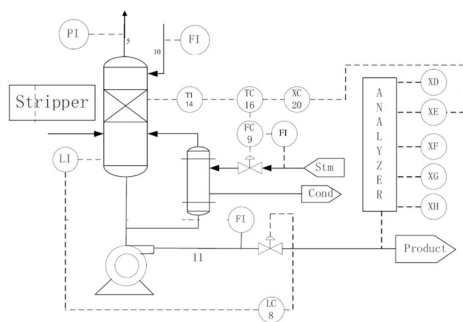 PI
5
10
FI
XD
Stripper
TI
14
TC
16
XC
20
A
N
A
L
Y
Z
E
R
XE
FC
9
FI
XF
LI
Stm
XG
Cond
XH
FI
Product
11
LC
8